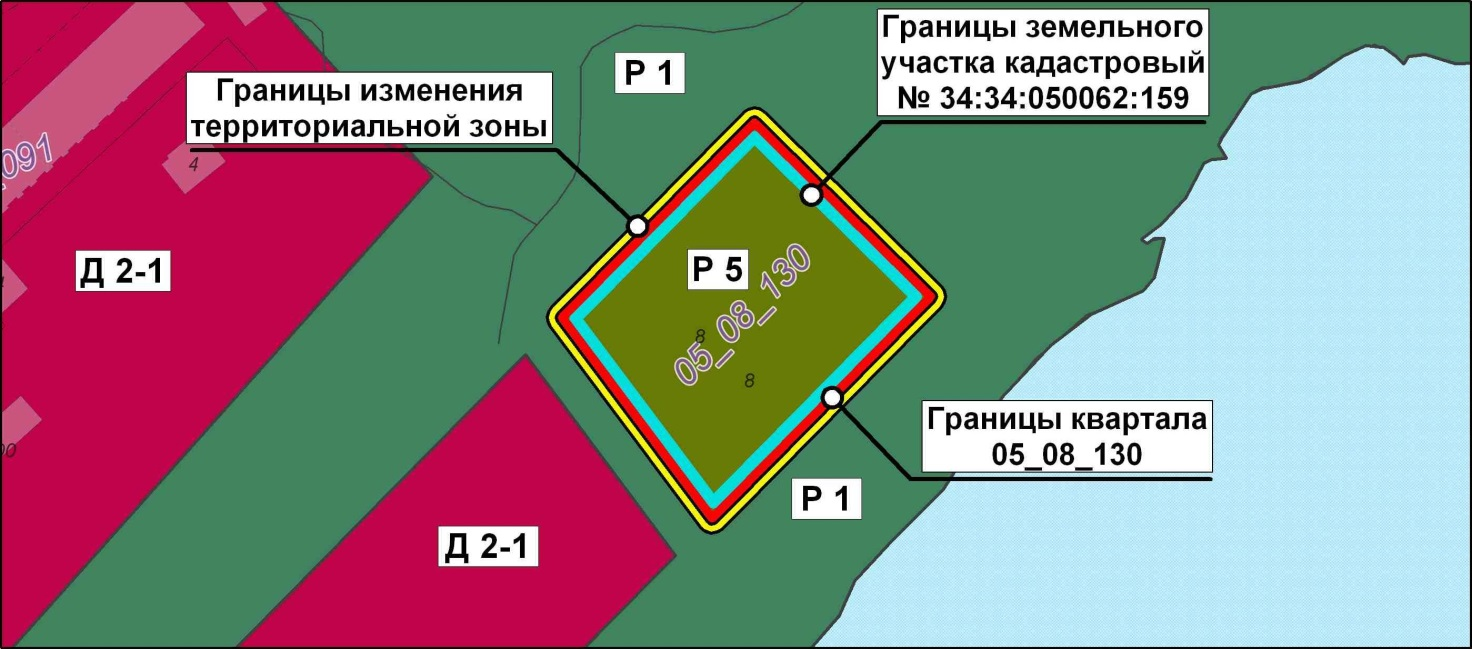 Границы земельного
участка кадастровый
№ 34:34:050062:159
Р 1
Границы изменения
территориальной зоны
091
4
Д 2-1
Р 5
05_08_130
8
8
Границы квартала
05_08_130
Р 1
Д 2-1